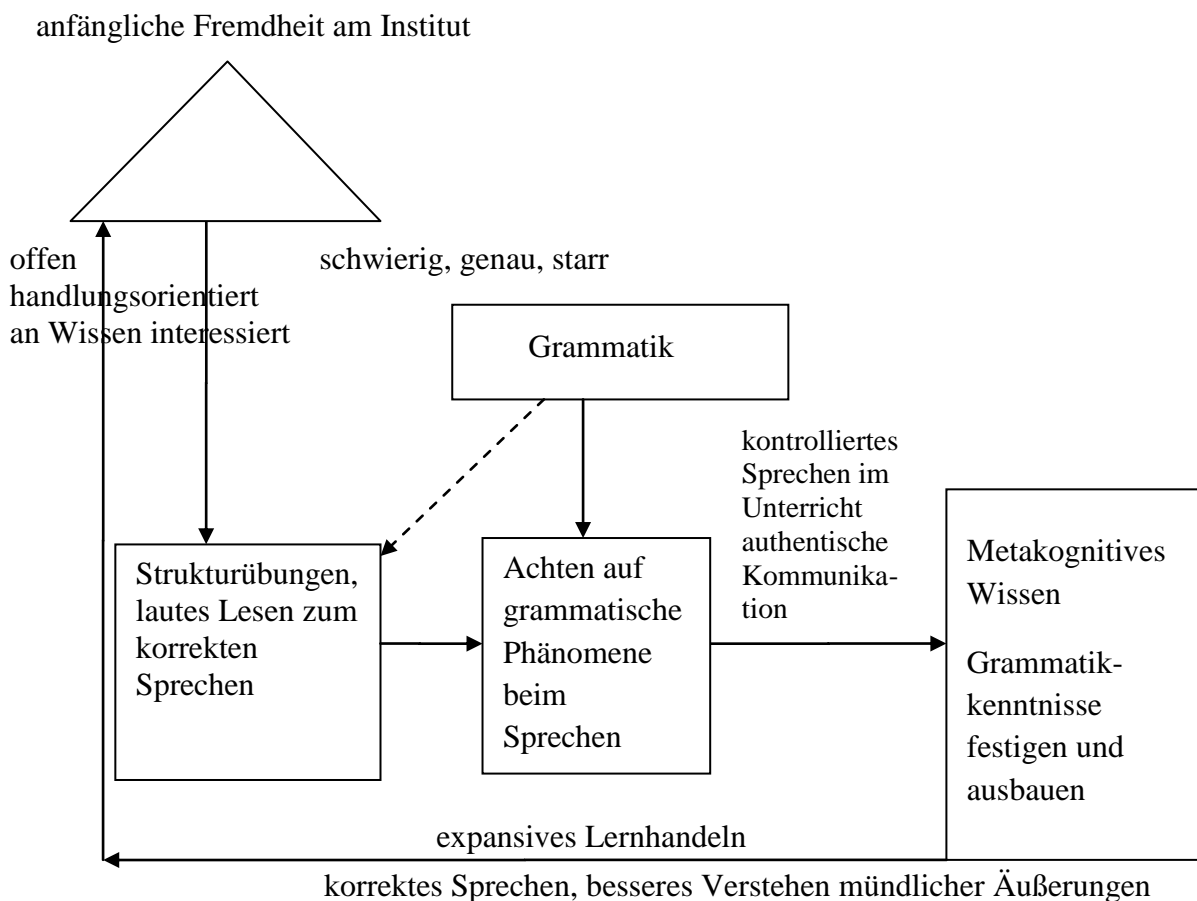 anfängliche Fremdheit am Institut
offen
handlungsorientiert
an Wissen interessiert
schwierig, genau, starr
Grammatik
Strukturübungen,
lautes Lesen zum
korrekten
Sprechen
Achten auf
grammatische
Phänomene
beim
Sprechen
kontrolliertes
Sprechen im
Unterricht
authentische
Kommunika-
tion
Metakognitives
Wissen
Grammatik-
kenntnisse
festigen und
ausbauen
expansives Lernhandeln
korrektes Sprechen, besseres Verstehen mündlicher Äußerungen